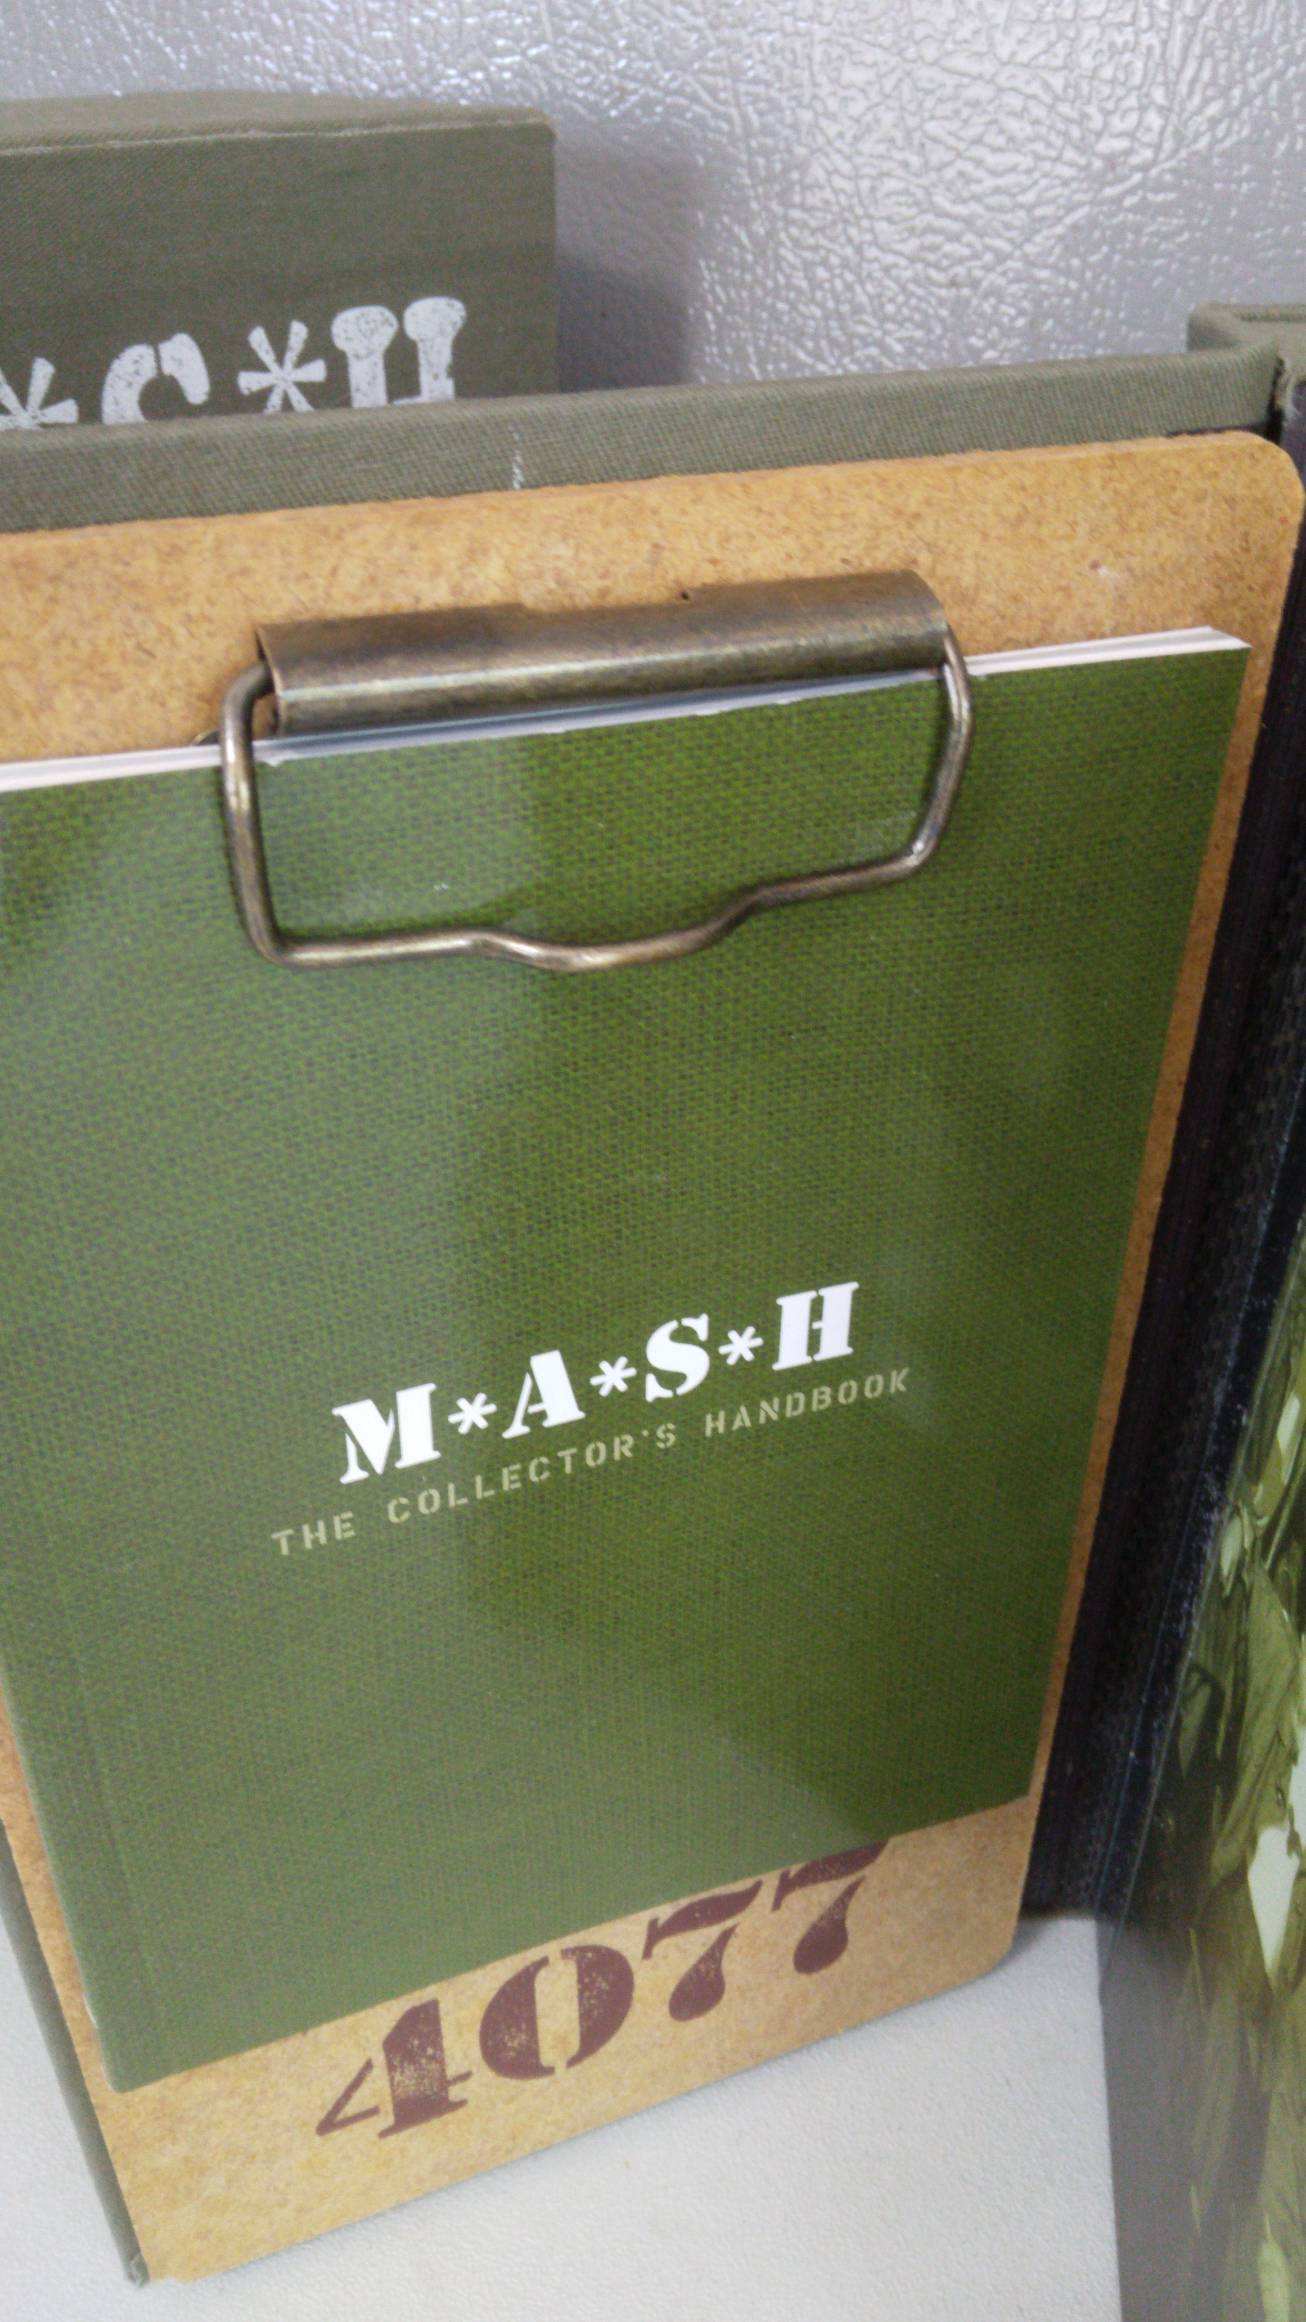 *S*H
M*A*S*H
THE COLLECTOR'S HANDBOOK
4077